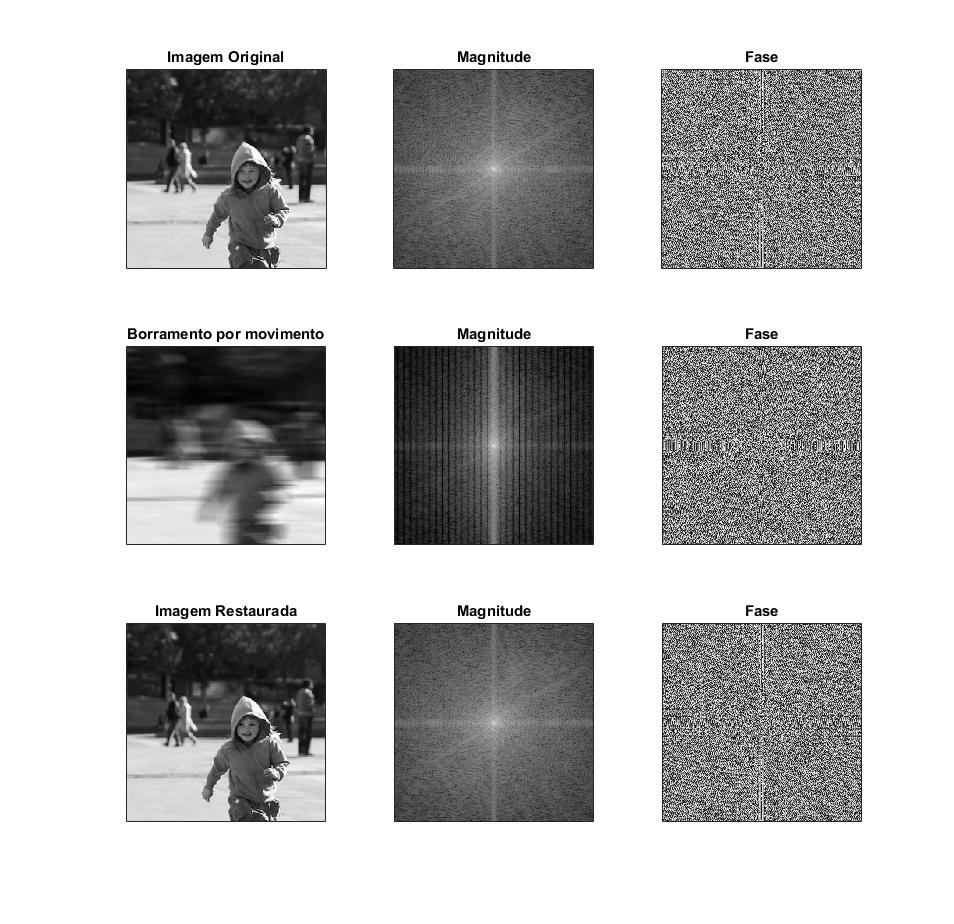 Imagem Original
Magnitude
Fase
Borramento por movimento
Magnitude
Fase
Imagem Restaurada
Magnitude
Fase